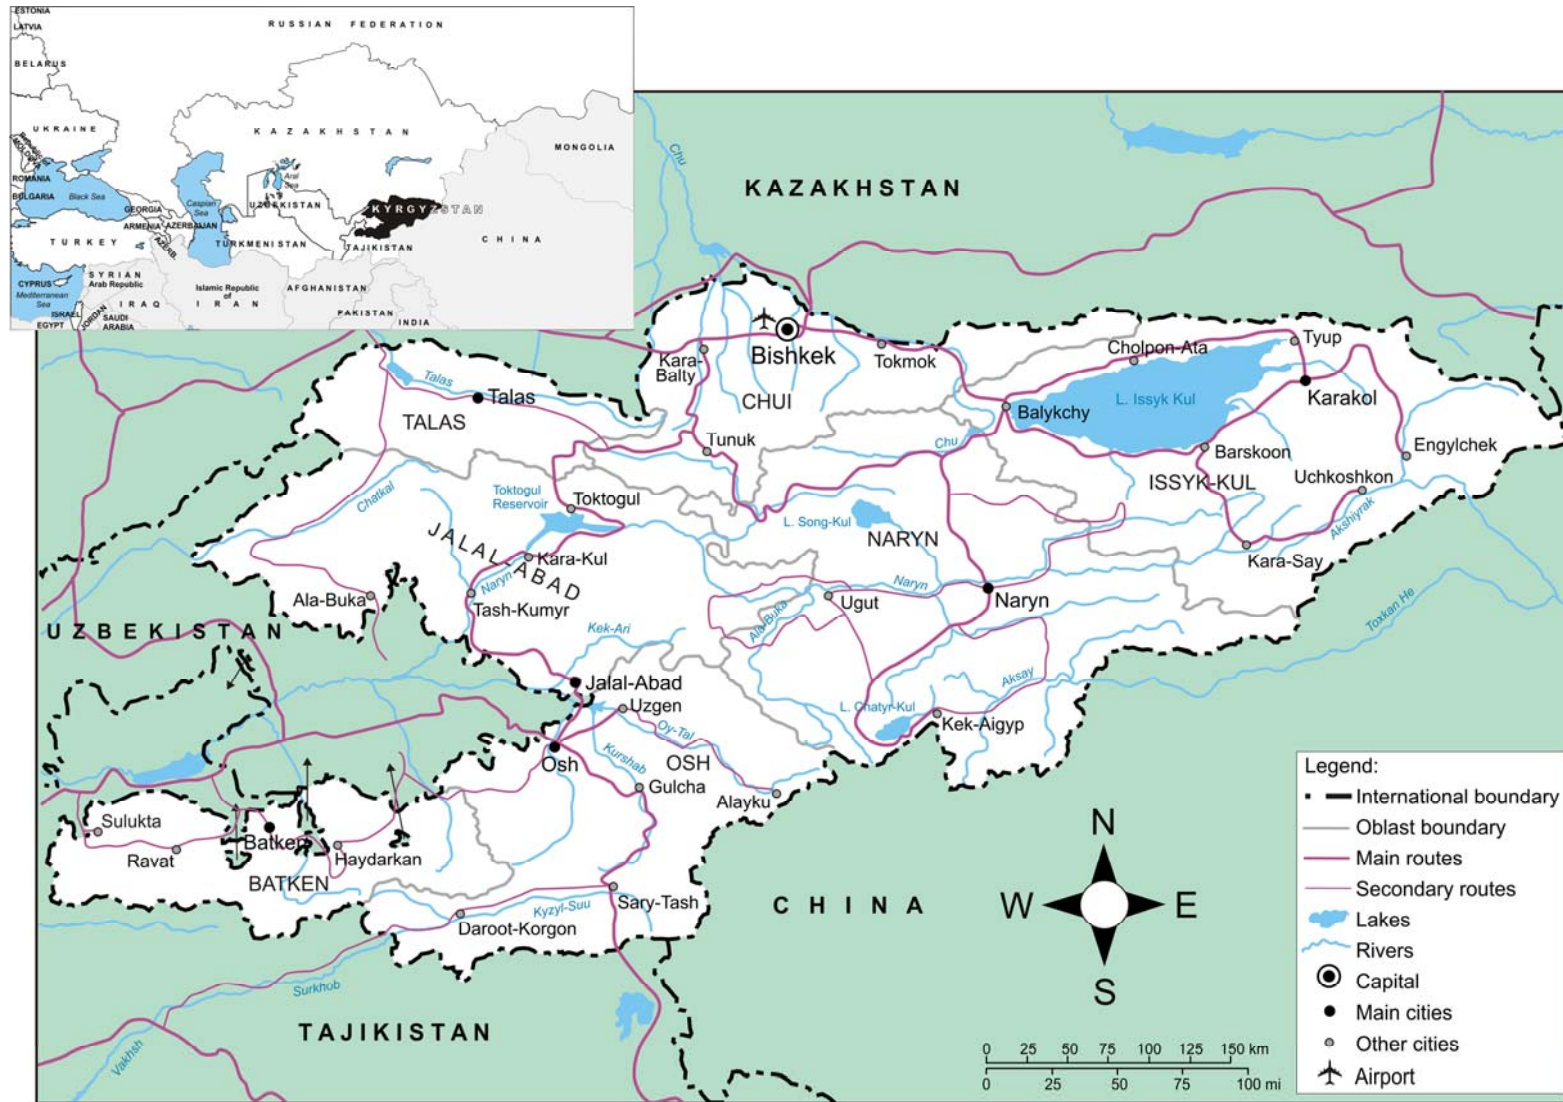 ESTONIA
LATVIA
RUSSIAN FEDERATION
BELARUS
UKRAINE
Republic of
MOLDOVA
KAZAKHSTAN
MONGOLIA
ROMANIA
BULGARIA
Black Sea
Caspian
Sea
Aral
Sea
UZBEKISTAN
KYRGYZSTAN
GEORGIA
ARMENIA
AZERBAIJAN
AZERB.
TURKEY
TURKMENISTAN
TAJIKISTAN
CHINA
CYPRUS
Mediterranean
Sea
SYRIAN
Arab Republic
IRAQ
Islamic Republic
of
IRAN
AFGHANISTAN
PAKISTAN
INDIA
ISRAEL
JORDAN
SAUDI
ARABIA
EGYPT
Chu
KAZAKHSTAN
Bishkek
Kara-
Balty
CHUI
Tokmok
Cholpon-Ata
Tyup
L. Issyk Kul
Karakol
Balykchy
Talas
Talas
TALAS
Tunuk
Chu
Barskoon
Engylchek
ISSYK-KUL
Uchkoshkon
Chatkal
Toktogul
Reservoir
Toktogul
L. Song-Kul
NARYN
Akshiyrak
Kara-Say
JALAL-ABAD
Kara-Kul
Naryn
Tash-Kumyr
Ala-Buka
Ala-Buka
Ugut
Naryn
Naryn
Toxkan He
UZBEKISTAN
Kek-Ari
Jalal-Abad
Uzgen
L. Chatyr-Kul
Aksay
Kek-Aigyp
Oy-Tal
Osh
Kurshab
OSH
Gulcha
Alayku
Sulukta
Ravat
Batken
Haydarkan
BATKEN
Daroot-Korgon
Kyzyl-Suu
Sary-Tash
CHINA
Surkhob
TAJIKISTAN
Vakhsh
N
W
E
S
0 25 50 75 100 125 150 km
0 25 50 75 100 mi
Legend:
International boundary
Oblast boundary
Main routes
Secondary routes
Lakes
Rivers
Capital
Main cities
Other cities
Airport